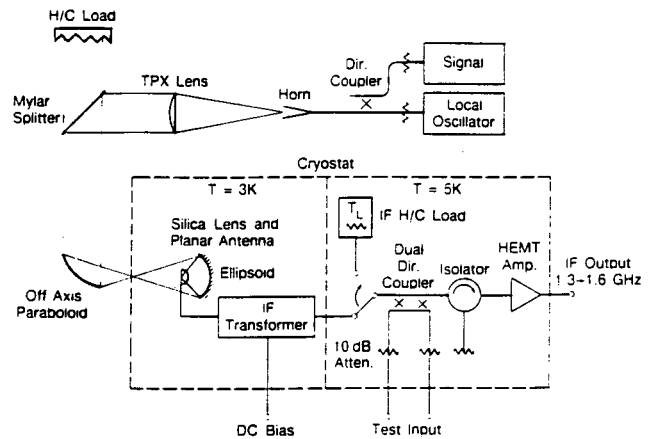 H/C Load
TPX Lens
Mylar
Splitter
Horn
Dir.
Coupler
Signal
Local
Oscillator
Cryostat
T = 3K
T = 5K
Silica Lens and
Planar Antenna
Ellipsoid
Off Axis
Paraboloid
IF
Transformer
T_L
IF H/C Load
Dual
Dir.
Coupler
Isolator
HEMT
Amp.
IF Output
1.3-1.6 GHz
10 dB
Atten.
DC Bias
Test Input